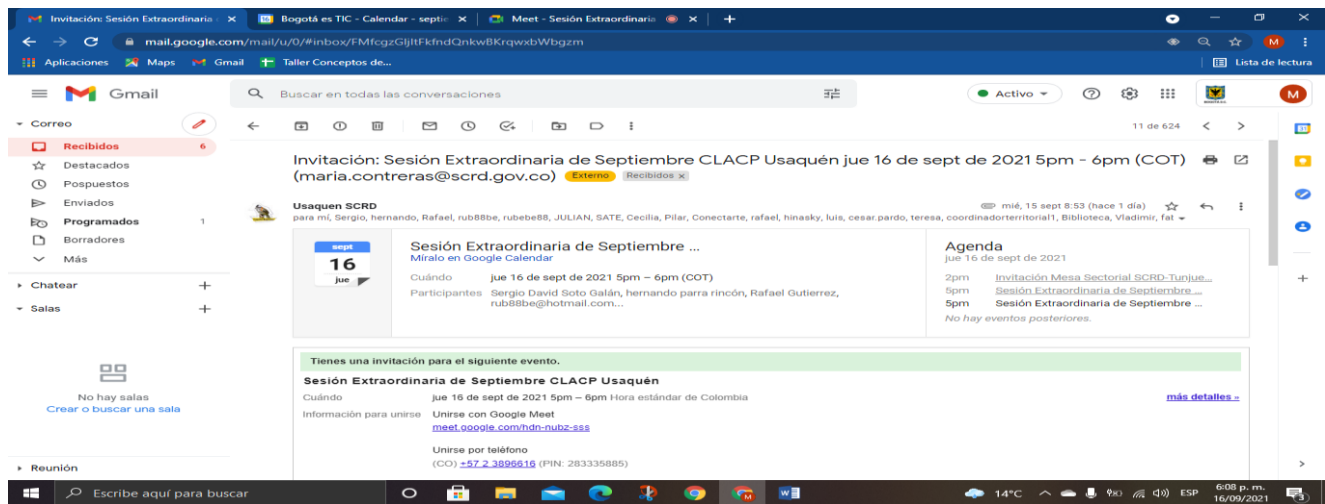 Invitación: Sesión Extraordinaria
Bogotá es TIC - Calendar - septie
Meet - Sesión Extraordinaria
mail.google.com/mail/u/0/#inbox/FMfcgzGljltFkfndQnkwBKrqwxbWbgzm
M
Aplicaciones Maps Gmail Taller Conceptos de...
Lista de lectura
Gmail
Buscar en todas las conversaciones
Activo
M
Correo
11 de 624
Recibidos 6
Destacados
Pospuestos
Enviados
Programados 1
Borradores
Más
Chatear
Salas
No hay salas
Crear o buscar una sala
Reunión
Invitación: Sesión Extraordinaria de Septiembre CLACP Usaquén jue 16 de sept de 2021 5pm - 6pm (COT)
(maria.contreras@scrd.gov.co) Externo Recibidos x
Usaquen SCRD
mié, 15 sept 8:53 (hace 1 día)
para mí, Sergio, hernando, Rafael, rub88be, rubebe88, JULIAN, SATE, Cecilia, Pilar, Conectarte, rafael, hinasky, luis, cesar.pardo, teresa, coordinadorterritorial1, Biblioteca, Vladimir, fat
sept
16
jue
Sesión Extraordinaria de Septiembre ...
Míralo en Google Calendar
Cuándo jue 16 de sept de 2021 5pm – 6pm (COT)
Participantes Sergio David Soto Galán, hernando parra rincón, Rafael Gutierrez,
rub88be@hotmail.com...
Agenda
jue 16 de sept de 2021
2pm Invitación Mesa Sectorial SCRD-Tunjue...
5pm Sesión Extraordinaria de Septiembre ...
5pm Sesión Extraordinaria de Septiembre ...
No hay eventos posteriores.
Tienes una invitación para el siguiente evento.
Sesión Extraordinaria de Septiembre CLACP Usaquén
Cuándo jue 16 de sept de 2021 5pm – 6pm Hora estándar de Colombia
más detalles »
Información para unirse Unirse con Google Meet
meet.google.com/hdn-nubz-sss
Unirse por teléfono
(CO) +57 2 3896616 (PIN: 283335885)
Escribe aquí para buscar
14°C
ESP
6:08 p. m.
16/09/2021
3